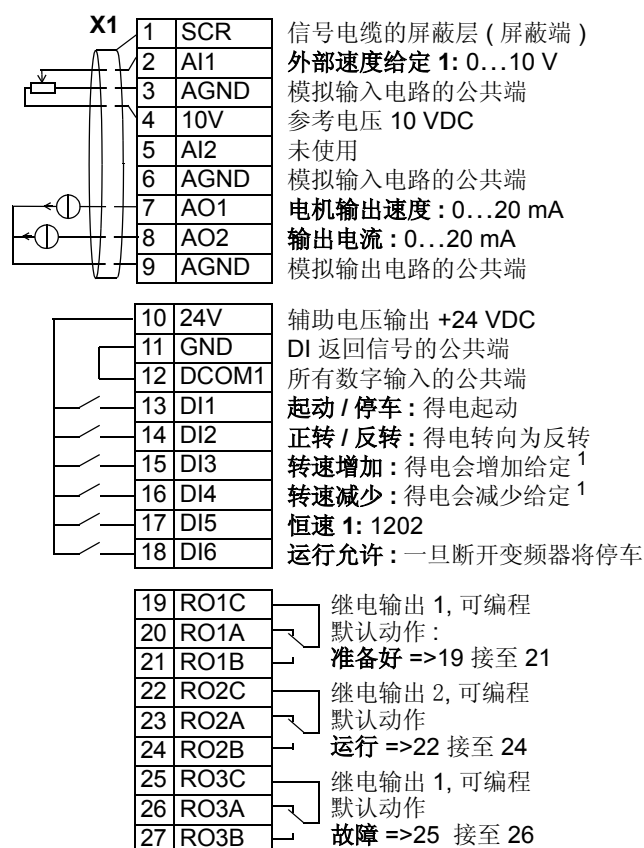 X1
1 SCR 信号电缆的屏蔽层 ( 屏蔽端 )
2 AI1 外部速度给定 1: 0…10 V
3 AGND 模拟输入电路的公共端
4 10V 参考电压 10 VDC
5 AI2 未使用
6 AGND 模拟输入电路的公共端
7 AO1 电机输出速度 : 0…20 mA
8 AO2 输出电流 : 0…20 mA
9 AGND 模拟输出电路的公共端
10 24V 辅助电压输出 +24 VDC
11 GND DI 返回信号的公共端
12 DCOM1 所有数字输入的公共端
13 DI1 起动 / 停车 : 得电起动
14 DI2 正转 / 反转 : 得电转向为反转
15 DI3 转速增加 : 得电会增加给定 1
16 DI4 转速减少 : 得电会减少给定 1
17 DI5 恒速 1: 1202
18 DI6 运行允许 : 一旦断开变频器将停车
19 RO1C 继电输出 1, 可编程
20 RO1A 默认动作 :
21 RO1B 准备好 =>19 接至 21
22 RO2C 继电输出 2, 可编程
23 RO2A 默认动作
24 RO2B 运行 =>22 接至 24
25 RO3C 继电输出 1, 可编程
26 RO3A 默认动作
27 RO3B 故障 =>25 接至 26